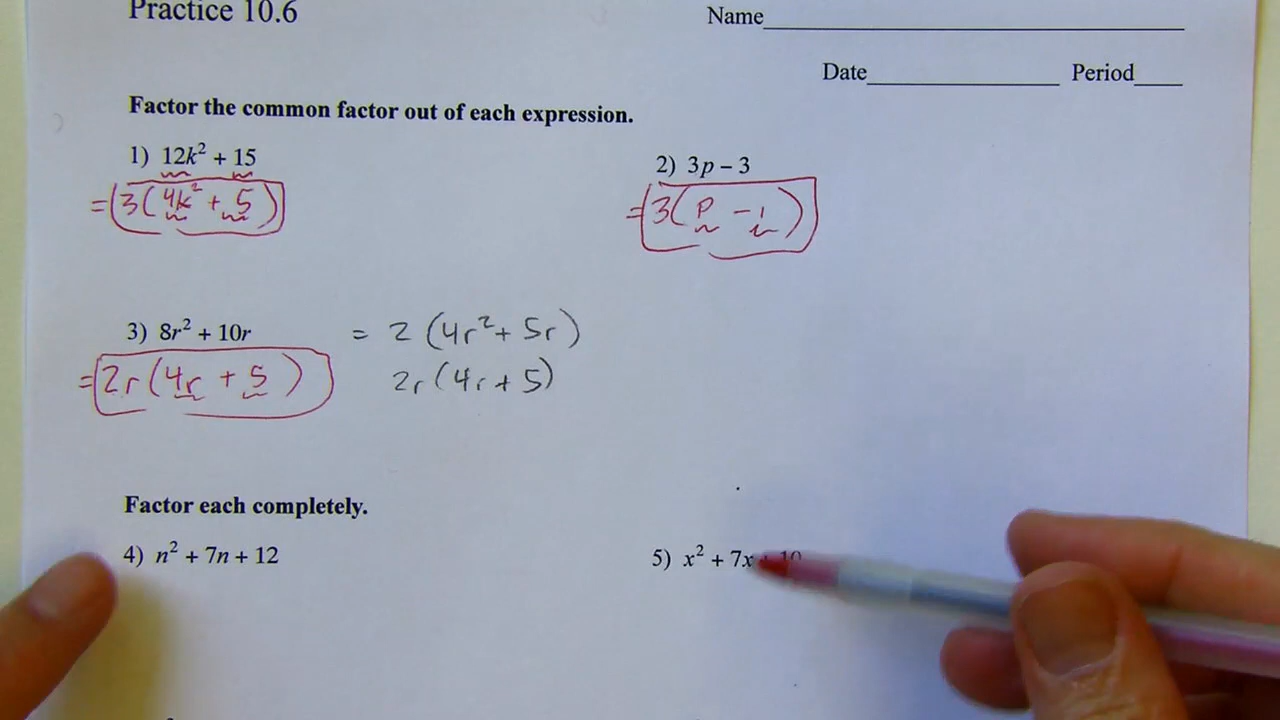 Practice 10.6
Name
Date Period
Factor the common factor out of each expression.
1) 12k² + 15
= 3(4k² + 5)
2) 3p − 3
= 3(p − 1)
3) 8r² + 10r = 2(4r² + 5r)
= 2r(4r + 5) 2r(4r + 5)
Factor each completely.
4) n² + 7n + 12
5) x² + 7x + 10